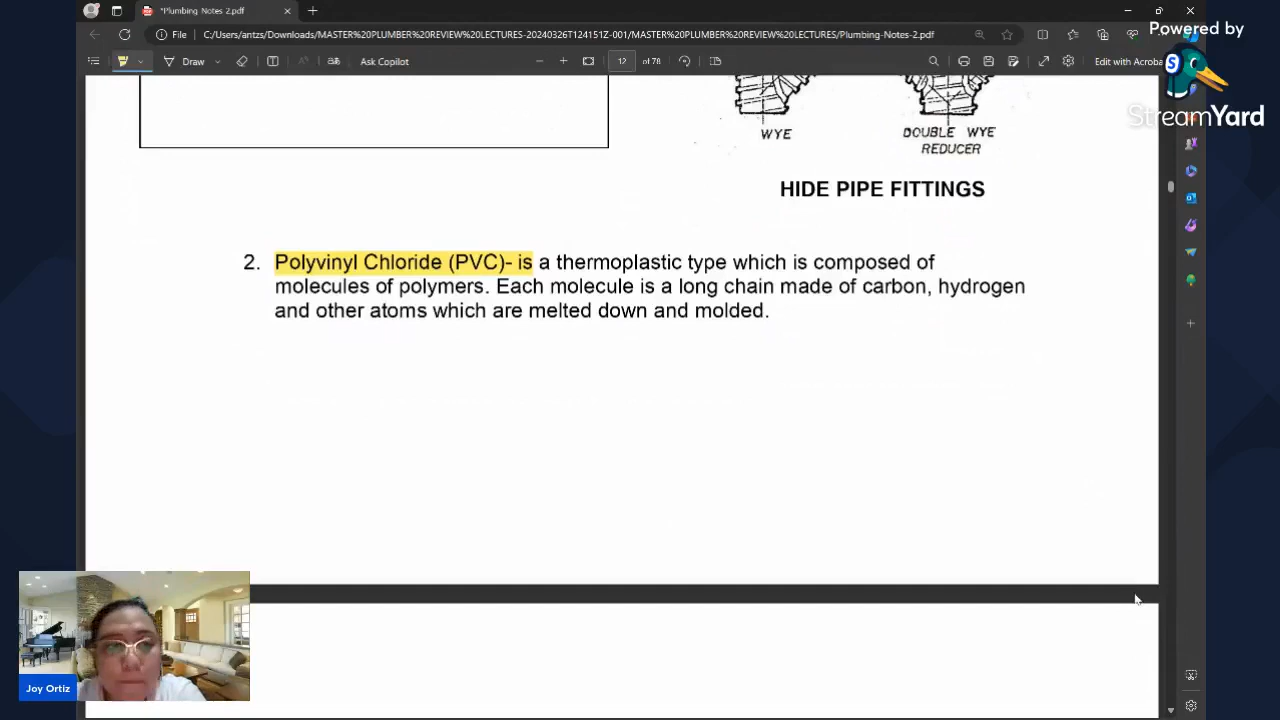 *Plumbing Notes 2.pdf
File
C:/Users/antzs/Downloads/MASTER%20PLUMBER%20REVIEW%20LECTURES-20240326T124151Z-001/MASTER%20PLUMBER%20REVIEW%20LECTURES/Plumbing-Notes-2.pdf
Powered by
Draw
Ask Copilot
12 of 78
Edit with Acroba
S
StreamYard
WYE
DOUBLE WYE
REDUCER
HIDE PIPE FITTINGS
2. Polyvinyl Chloride (PVC)- is a thermoplastic type which is composed of
molecules of polymers. Each molecule is a long chain made of carbon, hydrogen
and other atoms which are melted down and molded.
Joy Ortiz